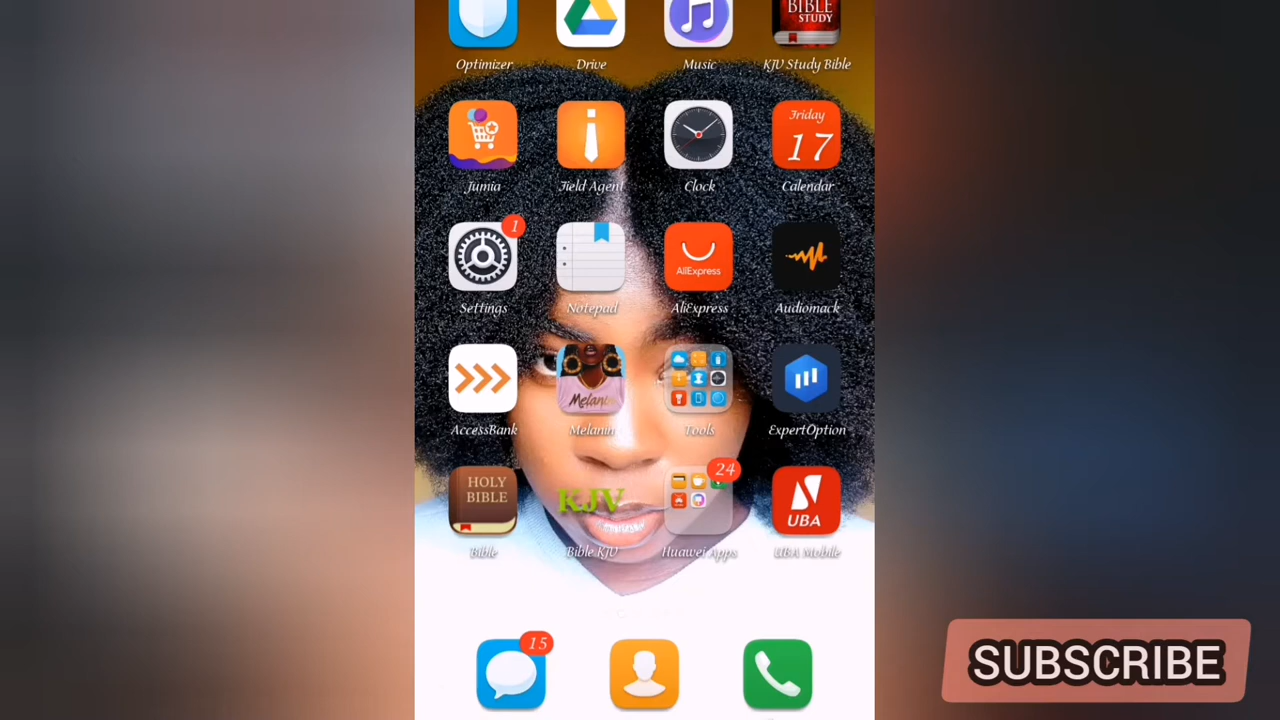 BIBLE
STUDY
Optimizer Drive Music KJV Study Bible
Friday
17
Jumia Field Agent Clock Calendar
1
AliExpress
Settings Notepad AliExpress Audiomack
Melanin
AccessBank Melanin Tools ExpertOption
24
HOLY
BIBLE
KJV
UBA
Bible Bible KJV Huawei Apps UBA Mobile
15
SUBSCRIBE